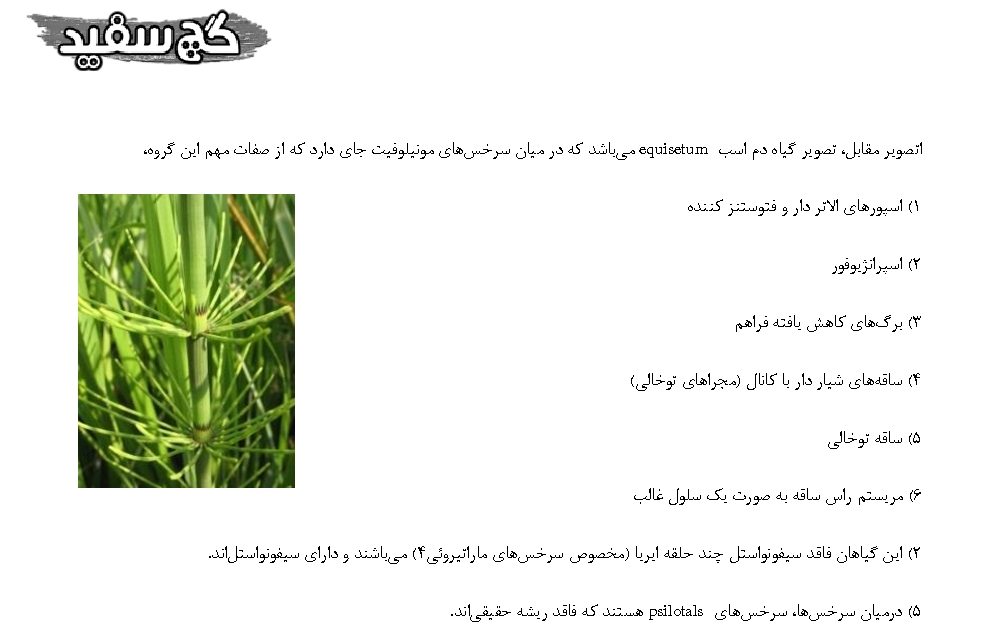 گچ سفید
اتصویر مقابل، تصویر گیاه دم اسب equisetum می‌باشد که در میان سرخس‌های مونیلوفیت جای دارد که از صفات مهم این گروه،
۱) اسپورهای الاتر دار و فتوستنز کننده
۲) اسپرانژیوفور
۳) برگ‌های کاهش یافته فراهم
۴) ساقه‌های شیار دار با کانال (مجراهای توخالی)
۵) ساقه توخالی
۶) مریستم راس ساقه به صورت یک سلول غالب
۲) این گیاهان فاقد سیفونواستل چند حلقه ایریا (مخصوص سرخس‌های ماراتیروئی۴) می‌باشند و دارای سیفونواستل‌اند.
۵) درمیان سرخس‌ها، سرخس‌های psilotals هستند که فاقد ریشه حقیقی‌اند.